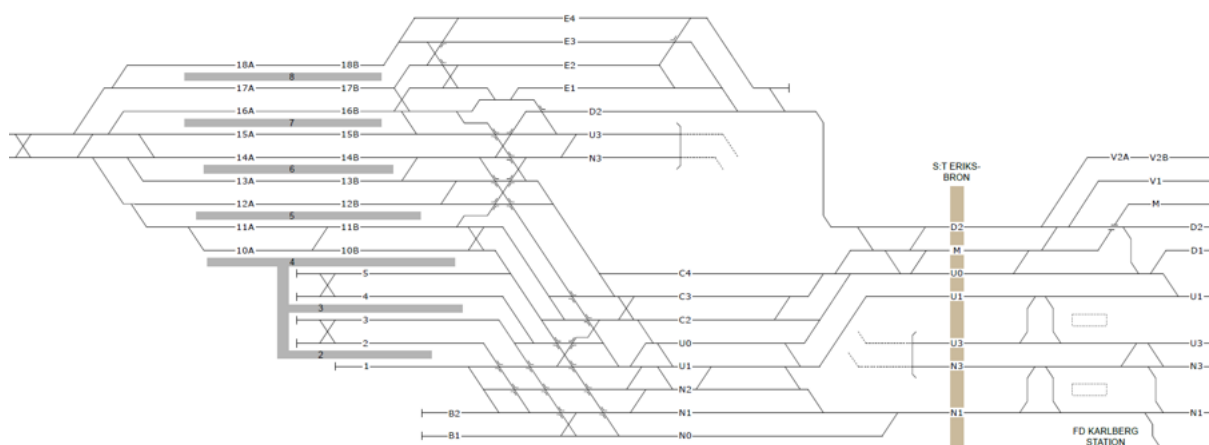 E4
E3
18A 18B E2
8
17A 17B E1
16A 16B D2
7
15A 15B U3
14A 14B N3 V2A V2B
6 S:T ERIKS-
BRON
13A 13B V1
12A 12B M
5
11A 11B D2 D2
10A 10B M D1
4
5 C4 U0
4 C3 U1 U1
3
3 C2
2 U0 U3 U3
2
1 U1 N3 N3
N2
B2 N1 N1 N1
B1 N0 FD KARLBERG
STATION